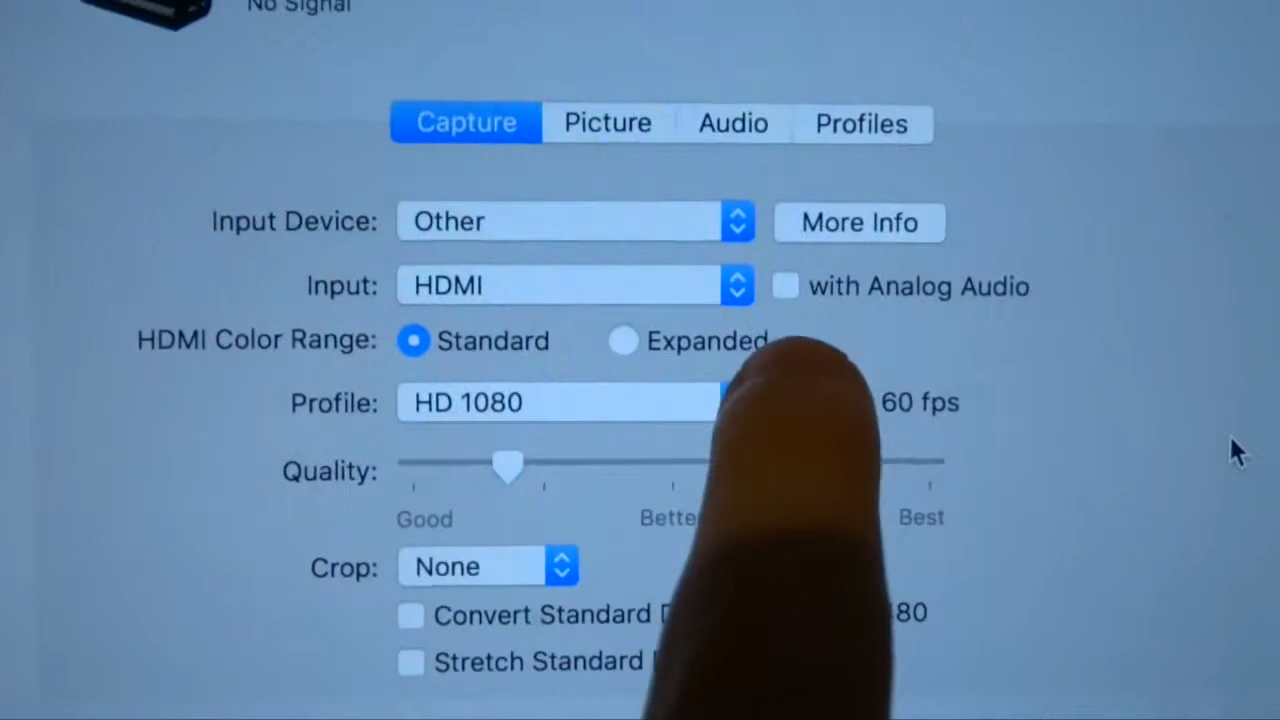 No Signal
Capture Picture Audio Profiles
Input Device: Other More Info
Input: HDMI with Analog Audio
HDMI Color Range: Standard Expanded
Profile: HD 1080 60 fps
Quality:
Good Best
Crop: None
Convert Standard
Stretch Standard